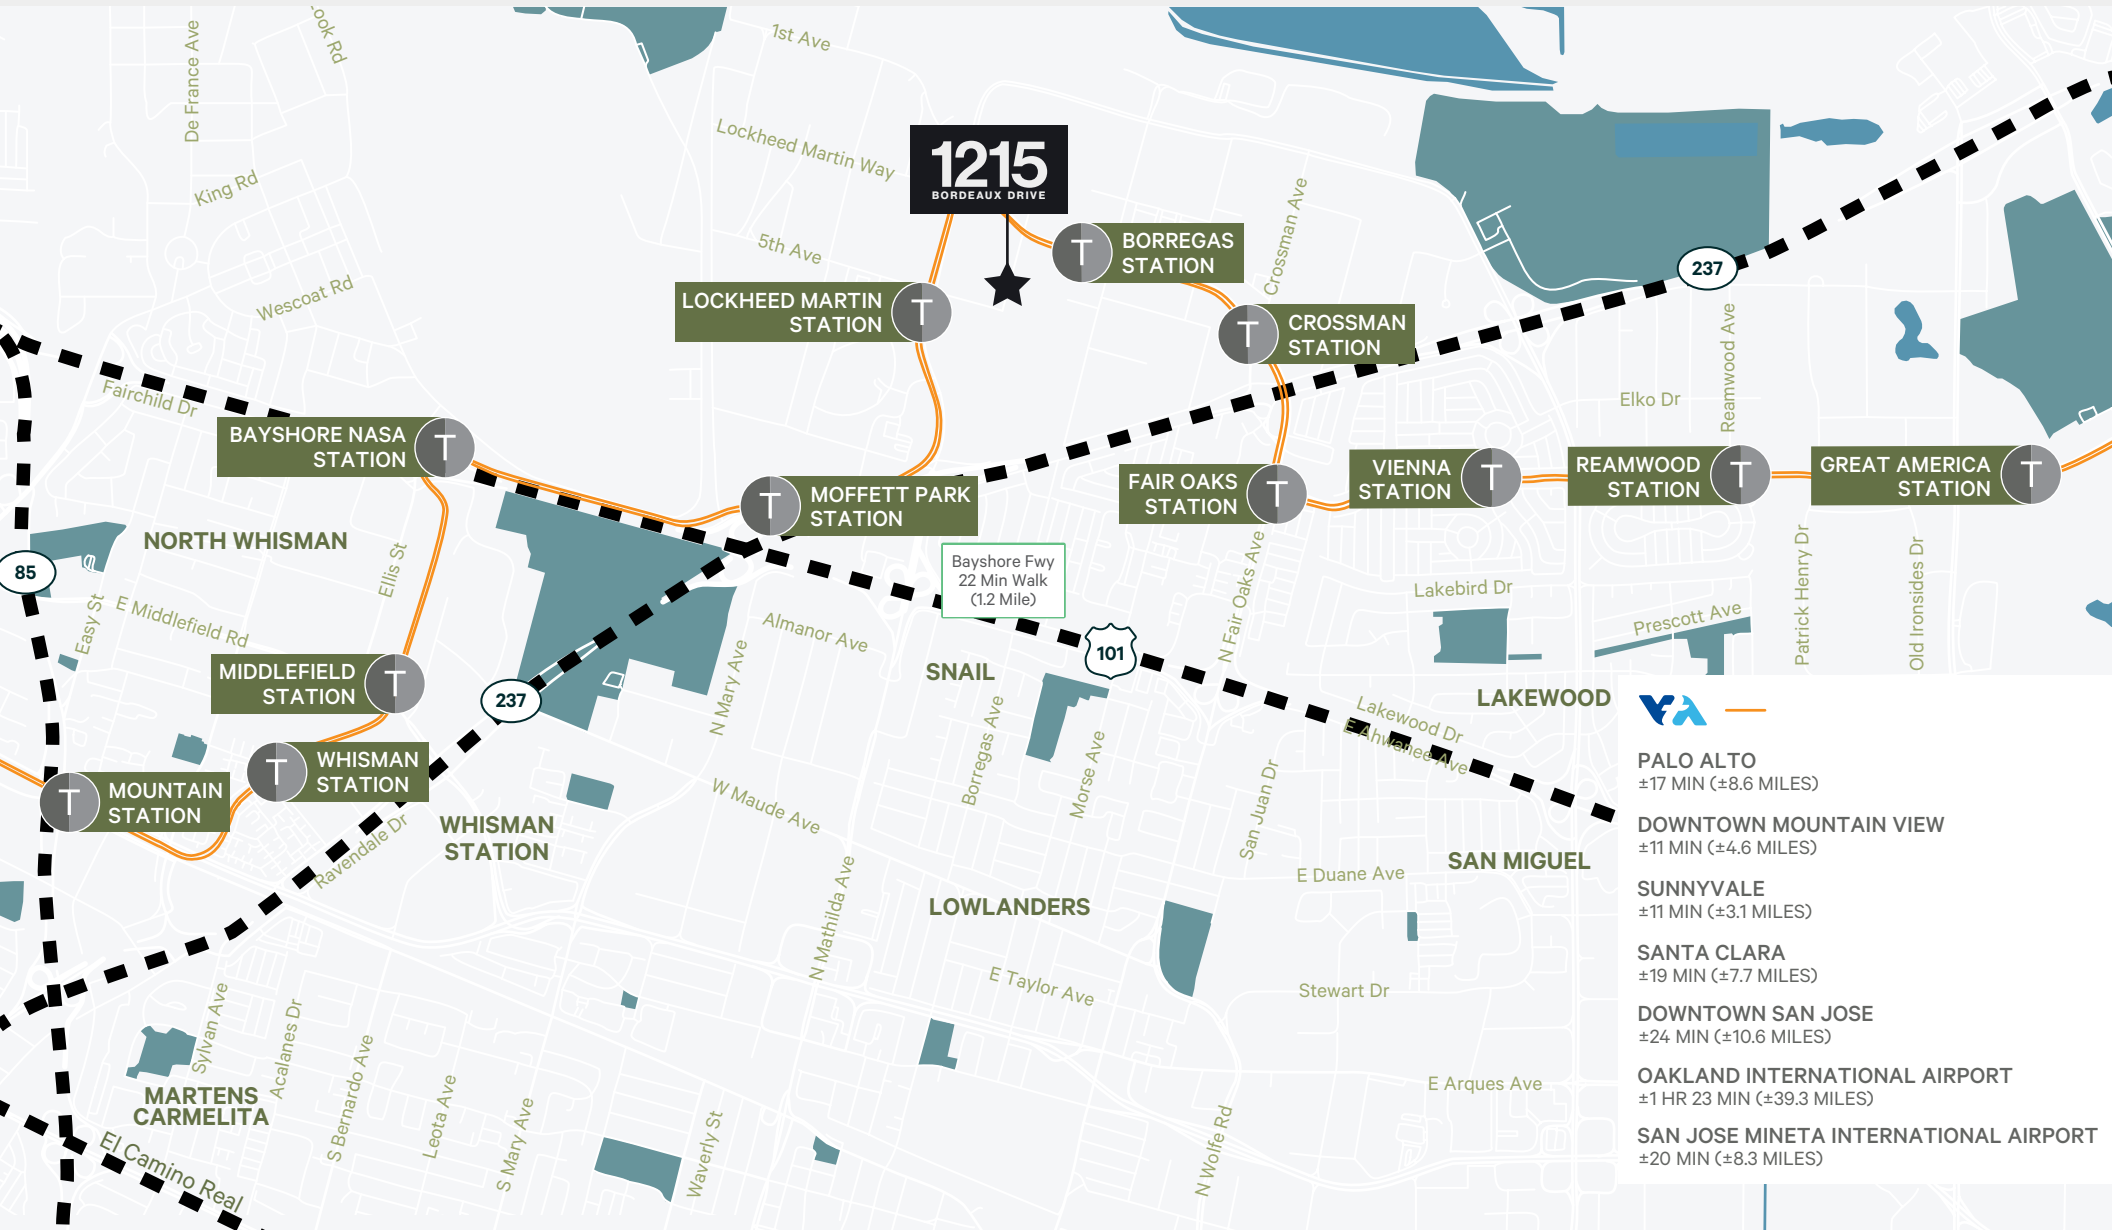 De France Ave
ook Rd
1st Ave
Lockheed Martin Way
King Rd
1215
BORDEAUX DRIVE
Crossman Ave
5th Ave
BORREGAS
STATION
237
Wescoat Rd
LOCKHEED MARTIN
STATION
T
T
CROSSMAN
STATION
T
Reamwood Ave
Elko Dr
Fairchild Dr
BAYSHORE NASA
STATION
T
MOFFETT PARK
STATION
T
FAIR OAKS
STATION
T
VIENNA
STATION
T
REAMWOOD
STATION
T
GREAT AMERICA
STATION
T
NORTH WHISMAN
85
Ellis St
Easy St
E Middlefield Rd
Bayshore Fwy
22 Min Walk
(1.2 Mile)
N Fair Oaks Ave
Lakebird Dr
Prescott Ave
Patrick Henry Dr
Old Ironsides Dr
Almanor Ave
101
SNAIL
MIDDLEFIELD
STATION
T
237
N Mary Ave
Borregas Ave
Morse Ave
LAKEWOOD
Lakewood Dr
E Ahwanee Ave
WHISMAN
STATION
T
MOUNTAIN
STATION
T
W Maude Ave
San Juan Dr
Ravendale Dr
WHISMAN
STATION
SAN MIGUEL
E Duane Ave
N Mathilda Ave
LOWLANDERS
E Taylor Ave
Stewart Dr
Sylvan Ave
Acalanes Dr
S Bernardo Ave
Leota Ave
S Mary Ave
Waverly St
N Wolfe Rd
E Arques Ave
MARTENS
CARMELITA
El Camino Real
VTA
PALO ALTO
±17 MIN (±8.6 MILES)
DOWNTOWN MOUNTAIN VIEW
±11 MIN (±4.6 MILES)
SUNNYVALE
±11 MIN (±3.1 MILES)
SANTA CLARA
±19 MIN (±7.7 MILES)
DOWNTOWN SAN JOSE
±24 MIN (±10.6 MILES)
OAKLAND INTERNATIONAL AIRPORT
±1 HR 23 MIN (±39.3 MILES)
SAN JOSE MINETA INTERNATIONAL AIRPORT
±20 MIN (±8.3 MILES)